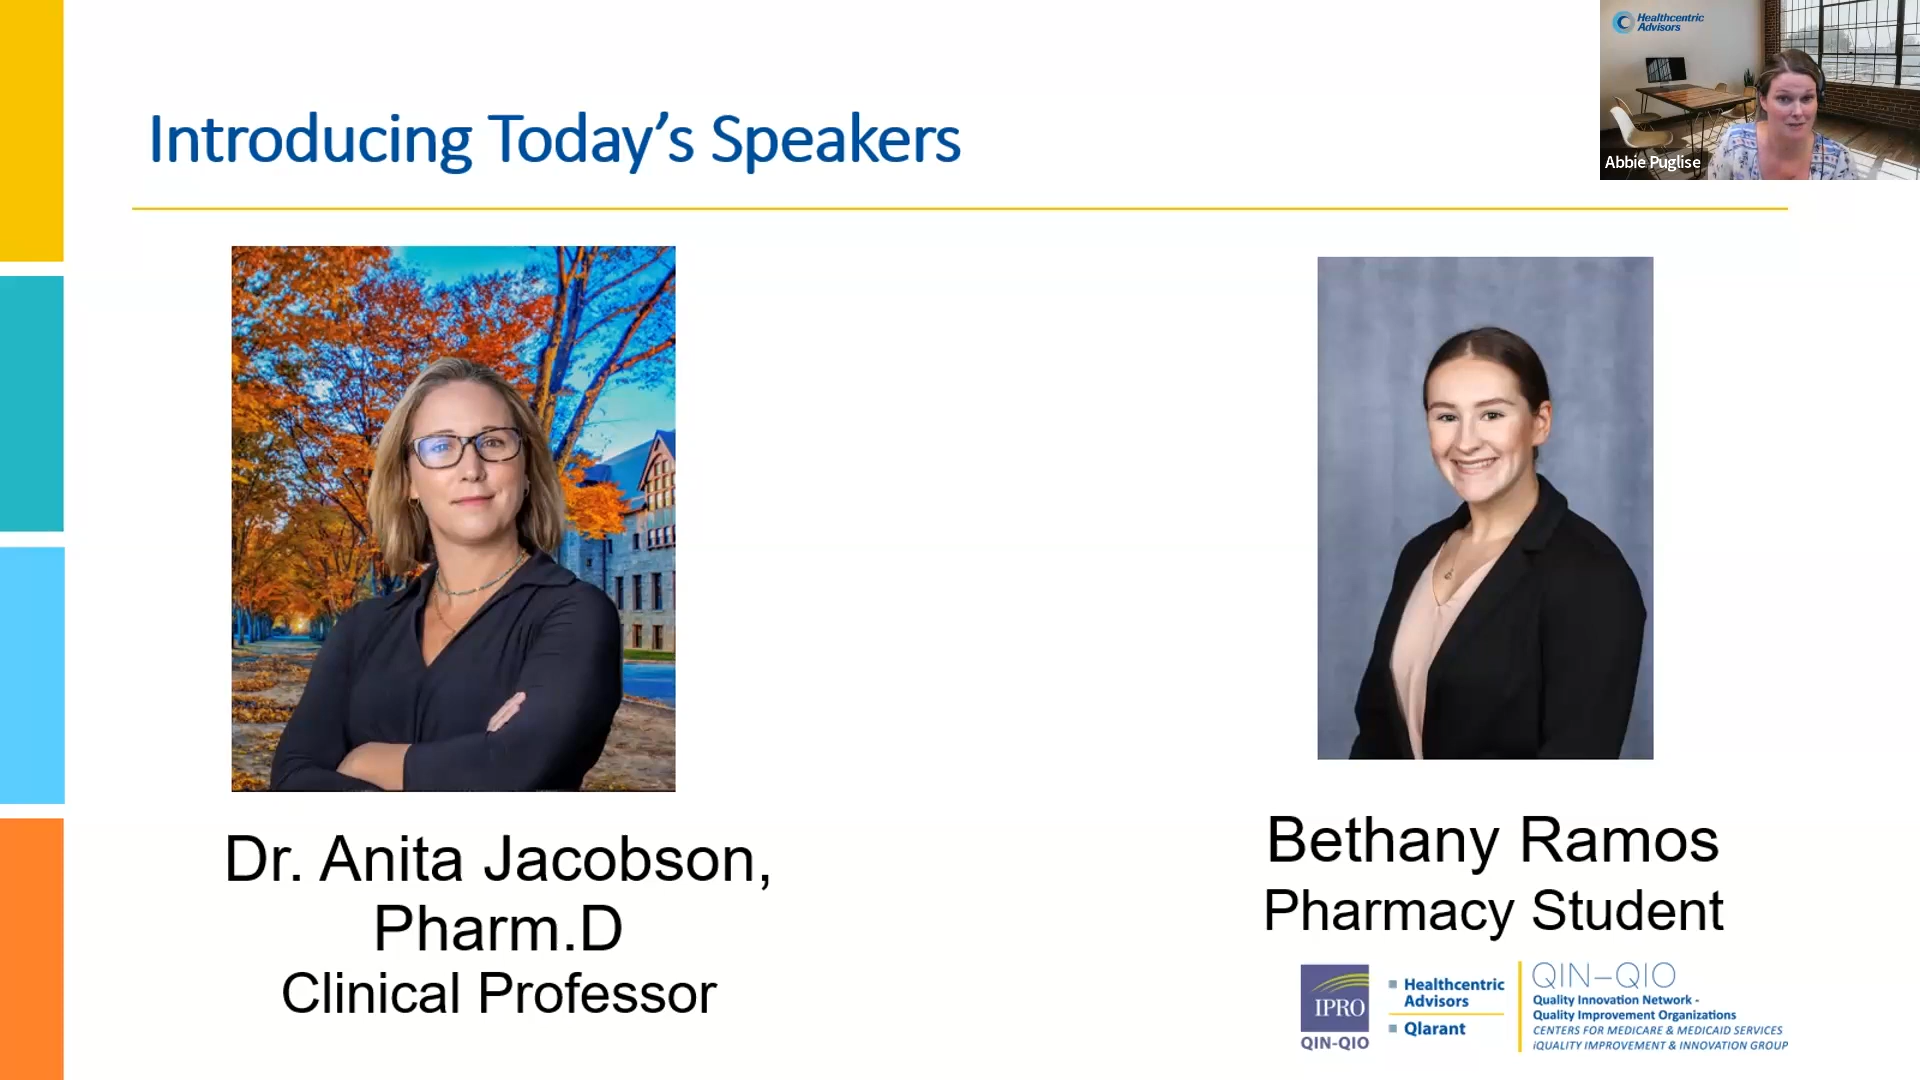 Healthcentric
Advisors
Abbie Puglise
Introducing Today's Speakers
Dr. Anita Jacobson,
Pharm.D
Clinical Professor
Bethany Ramos
Pharmacy Student
IPRO
QIN-QIO
Healthcentric
Advisors
Qlarant
QIN–QIO
Quality Innovation Network -
Quality Improvement Organizations
CENTERS FOR MEDICARE & MEDICAID SERVICES
iQUALITY IMPROVEMENT & INNOVATION GROUP